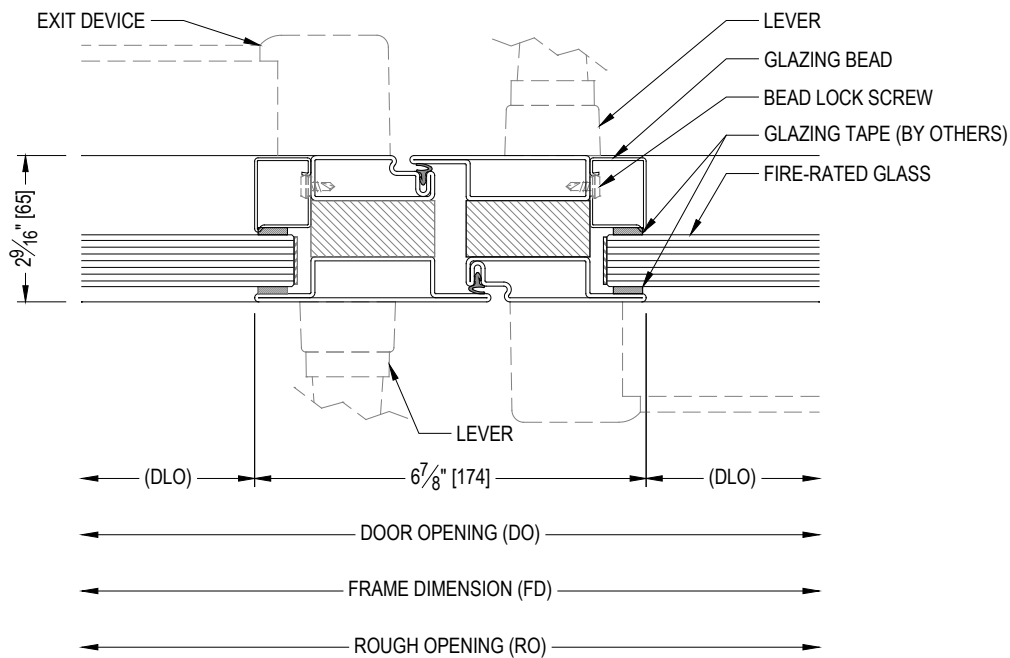 EXIT DEVICE
LEVER
GLAZING BEAD
BEAD LOCK SCREW
GLAZING TAPE (BY OTHERS)
FIRE-RATED GLASS
2 9/16" [65]
LEVER
(DLO)
6 7/8" [174]
(DLO)
DOOR OPENING (DO)
FRAME DIMENSION (FD)
ROUGH OPENING (RO)